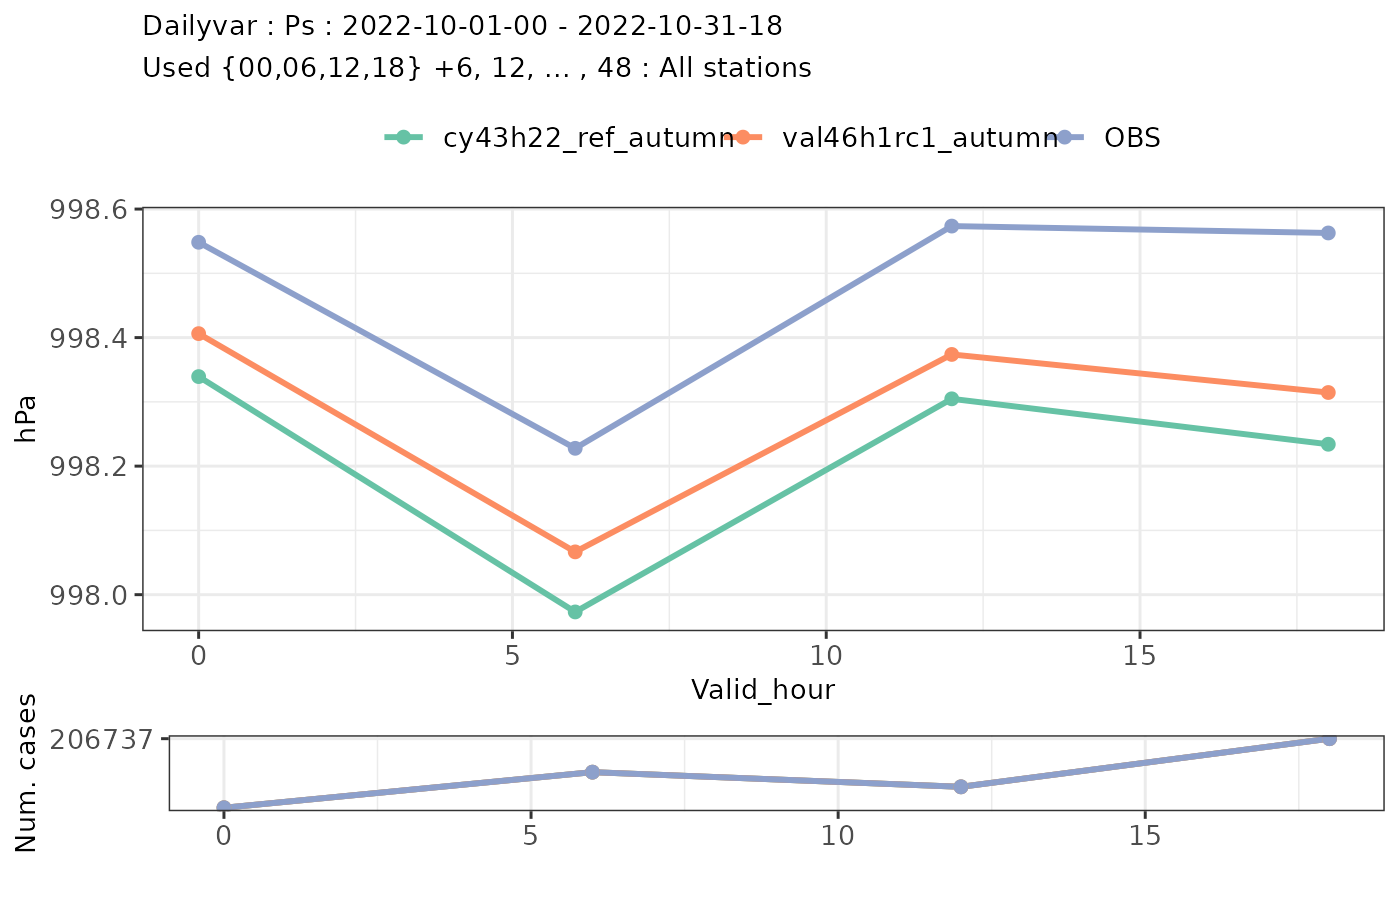 Dailyvar : Ps : 2022-10-01-00 - 2022-10-31-18
Used {00,06,12,18} +6, 12, ... , 48 : All stations
cy43h22_ref_autumn val46h1rc1_autumn OBS
998.6
998.4
998.2
998.0
hPa
0 5 10 15
Valid_hour
206737
Num. cases
0 5 10 15